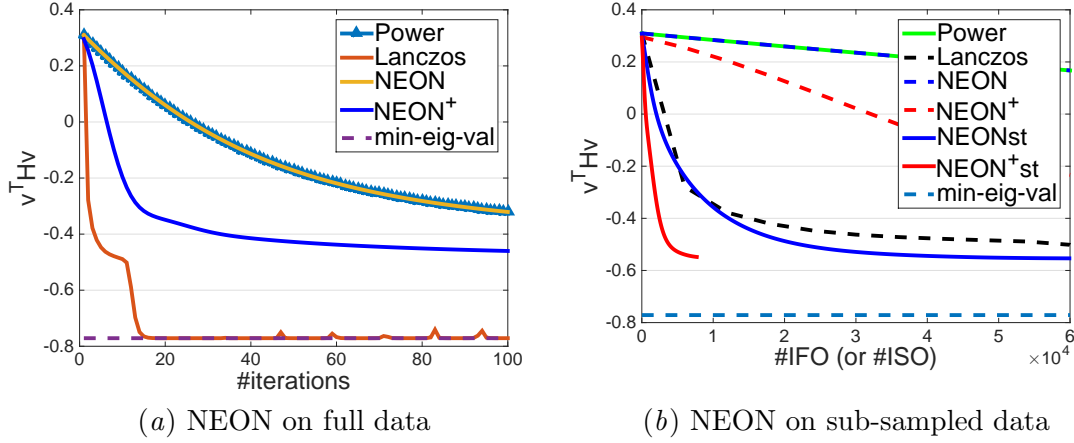 0.4
0.2
0
-0.2
-0.4
-0.6
-0.8
v^T Hv
0
20
40
60
80
100
#iterations
Power
Lanczos
NEON
NEON^+
min-eig-val
(a) NEON on full data
0.4
0.2
0
-0.2
-0.4
-0.6
-0.8
v^T Hv
0
1
2
3
4
5
6
×10^4
#IFO (or #ISO)
Power
Lanczos
NEON
NEON^+
NEONst
NEON^+st
min-eig-val
(b) NEON on sub-sampled data